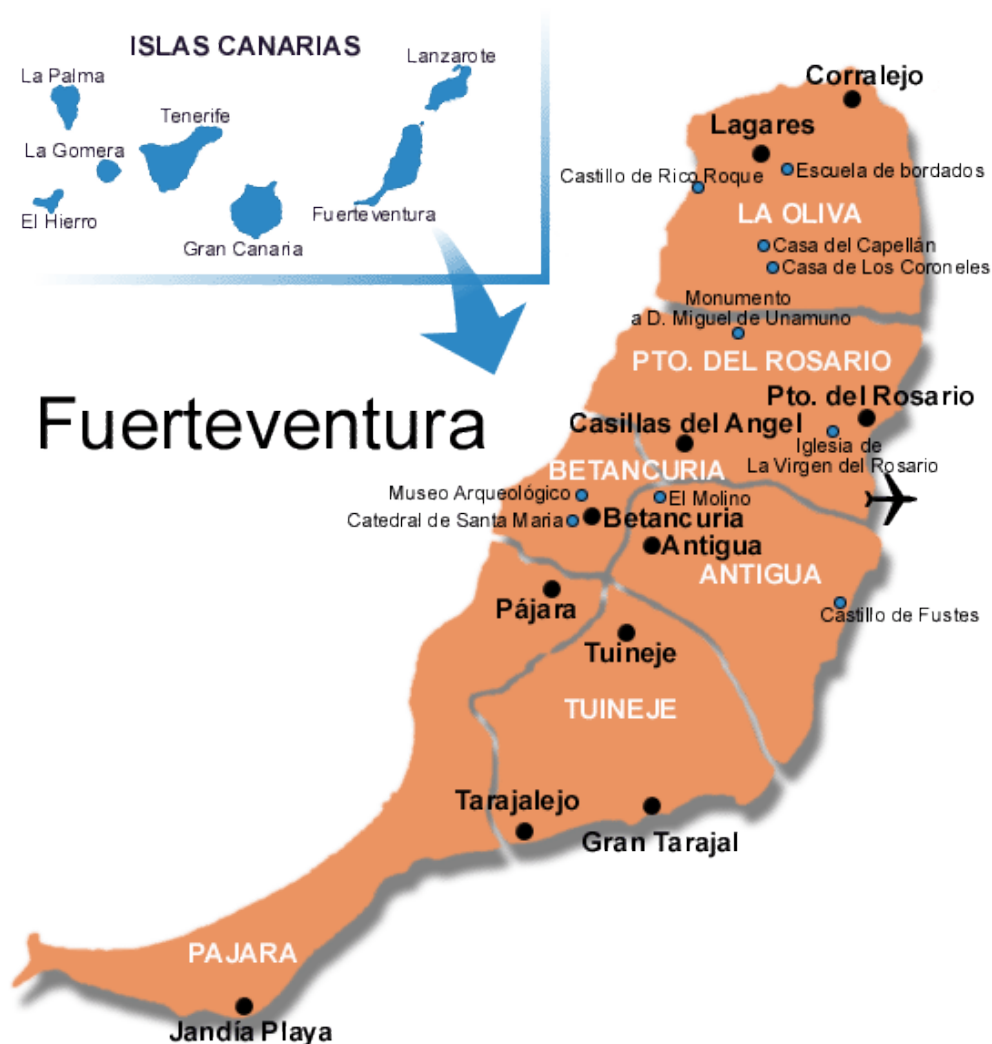 ISLAS CANARIAS
La Palma
Lanzarote
Tenerife
La Gomera
El Hierro
Fuerteventura
Gran Canaria
Fuerteventura
Corralejo
Lagares
Castillo de Rico Roque
Escuela de bordados
LA OLIVA
Casa del Capellán
Casa de Los Coroneles
Monumento
a D. Miguel de Unamuno
PTO. DEL ROSARIO
Pto. del Rosario
Casillas del Angel
Iglesia de
La Virgen del Rosario
BETANCURIA
Museo Arqueológico
El Molino
Catedral de Santa Maria
Betancuria
Antigua
ANTIGUA
Pájara
Castillo de Fustes
Tuineje
TUINEJE
Tarajalejo
Gran Tarajal
PAJARA
Jandía Playa